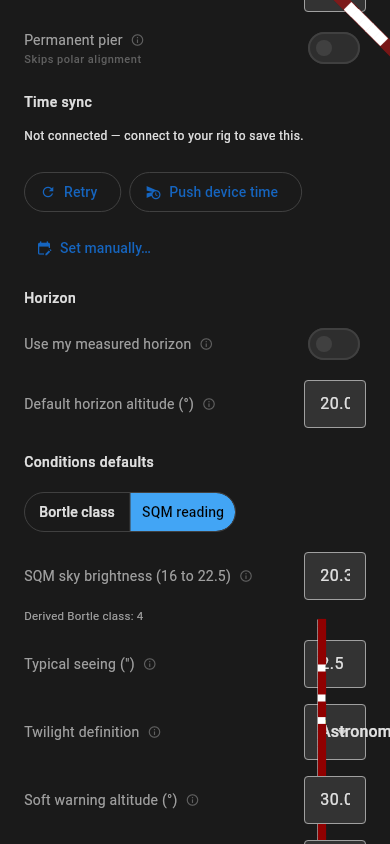 Permanent pier
Skips polar alignment
Time sync
Not connected — connect to your rig to save this.
Retry
Push device time
Set manually...
Horizon
Use my measured horizon
Default horizon altitude (°)
20.0
Conditions defaults
Bortle class
SQM reading
SQM sky brightness (16 to 22.5)
20.3
Derived Bortle class: 4
Typical seeing (")
2.5
Twilight definition
Astronom
Soft warning altitude (°)
30.0